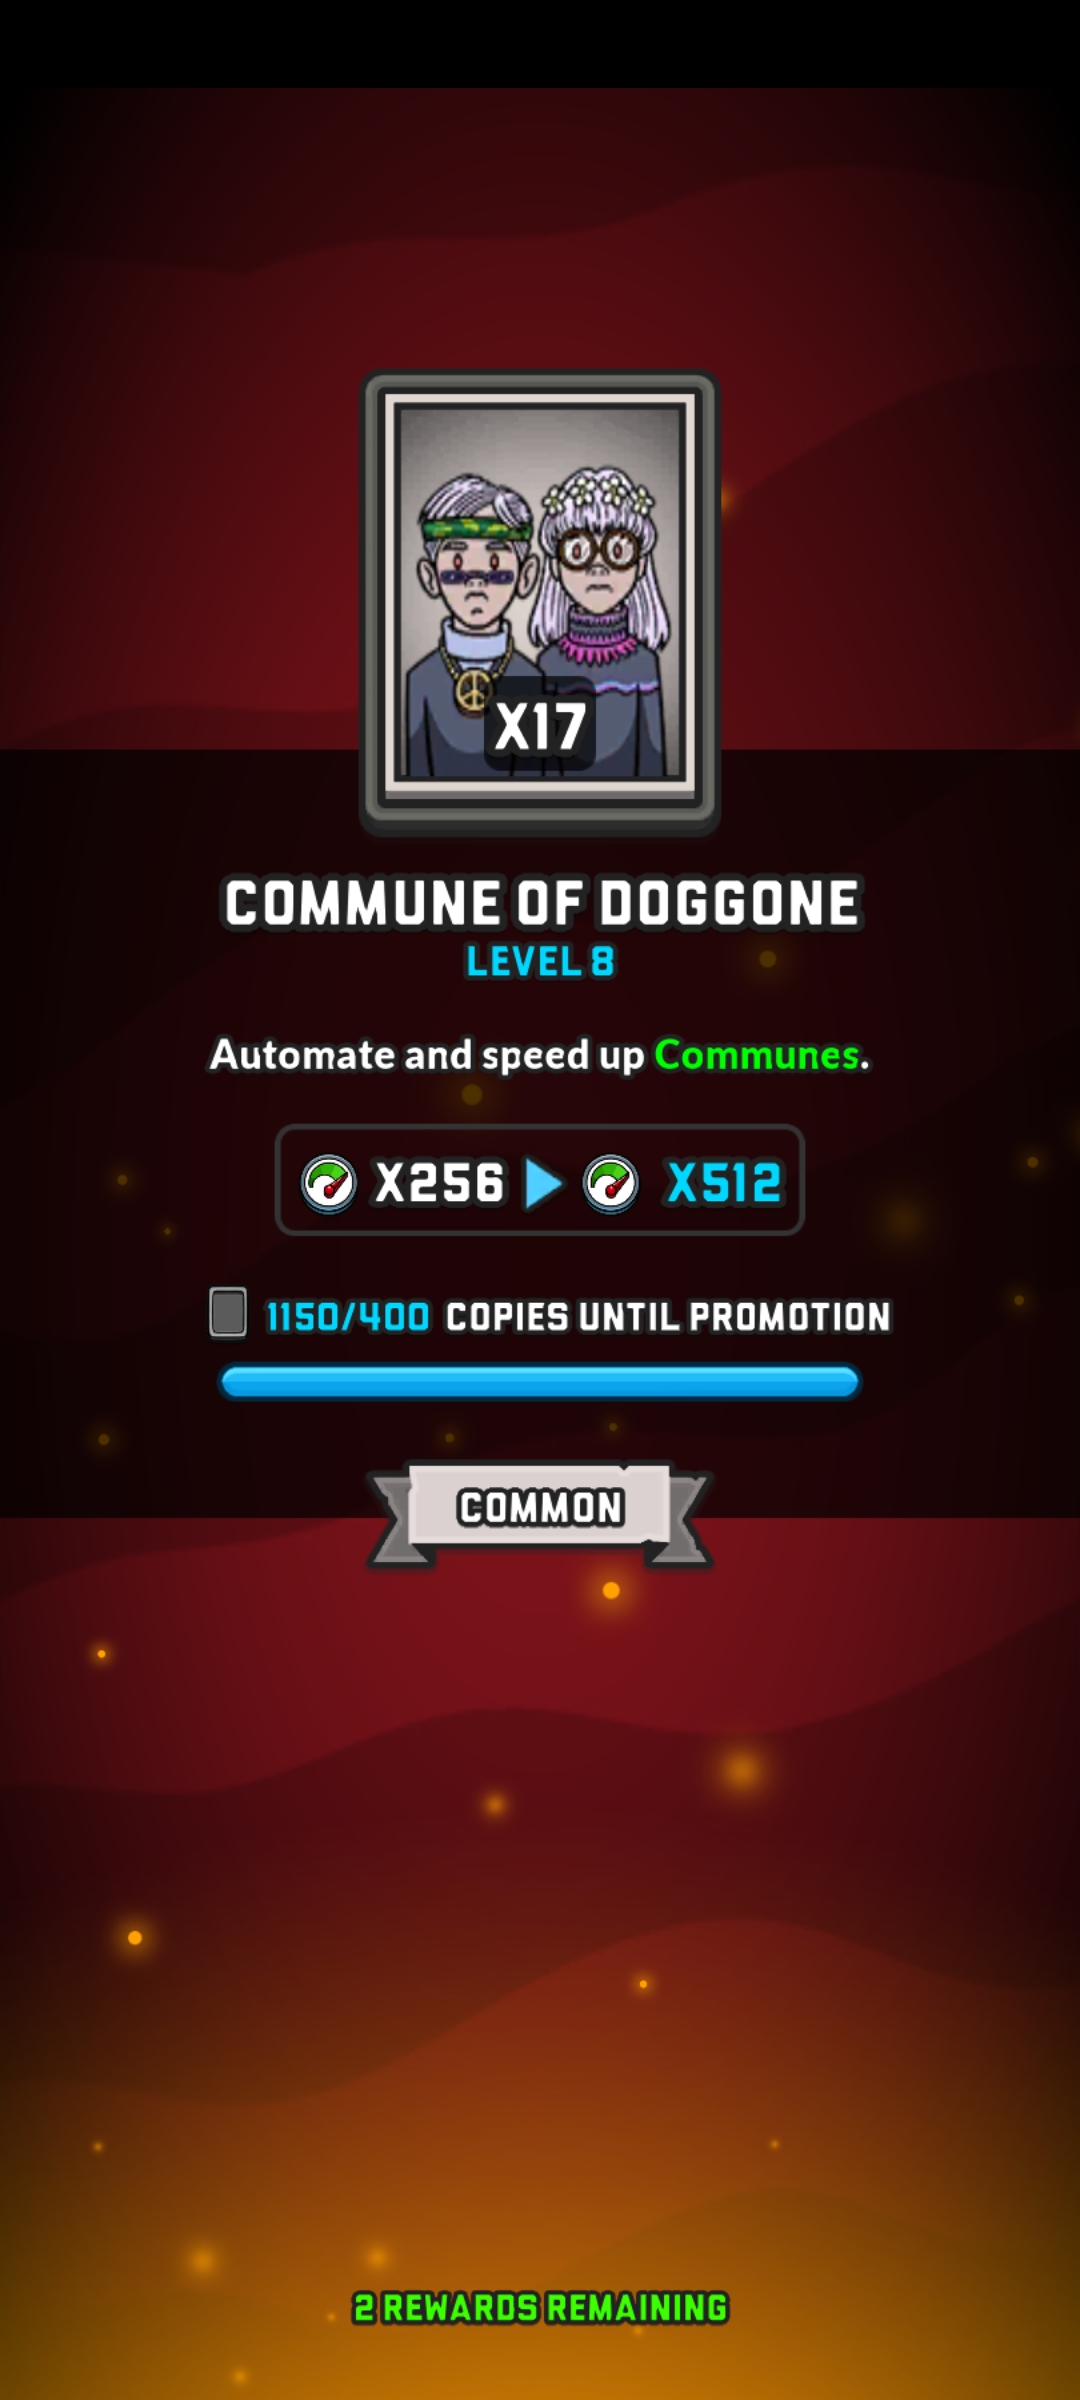 X17
COMMUNE OF DOGGONE
LEVEL 8
Automate and speed up Communes.
X256 X512
1150/400 COPIES UNTIL PROMOTION
COMMON
2 REWARDS REMAINING